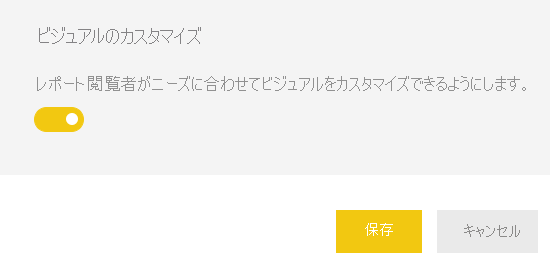 ビジュアルのカスタマイズ
レポート閲覧者がニーズに合わせてビジュアルをカスタマイズできるようにします。
保存
キャンセル